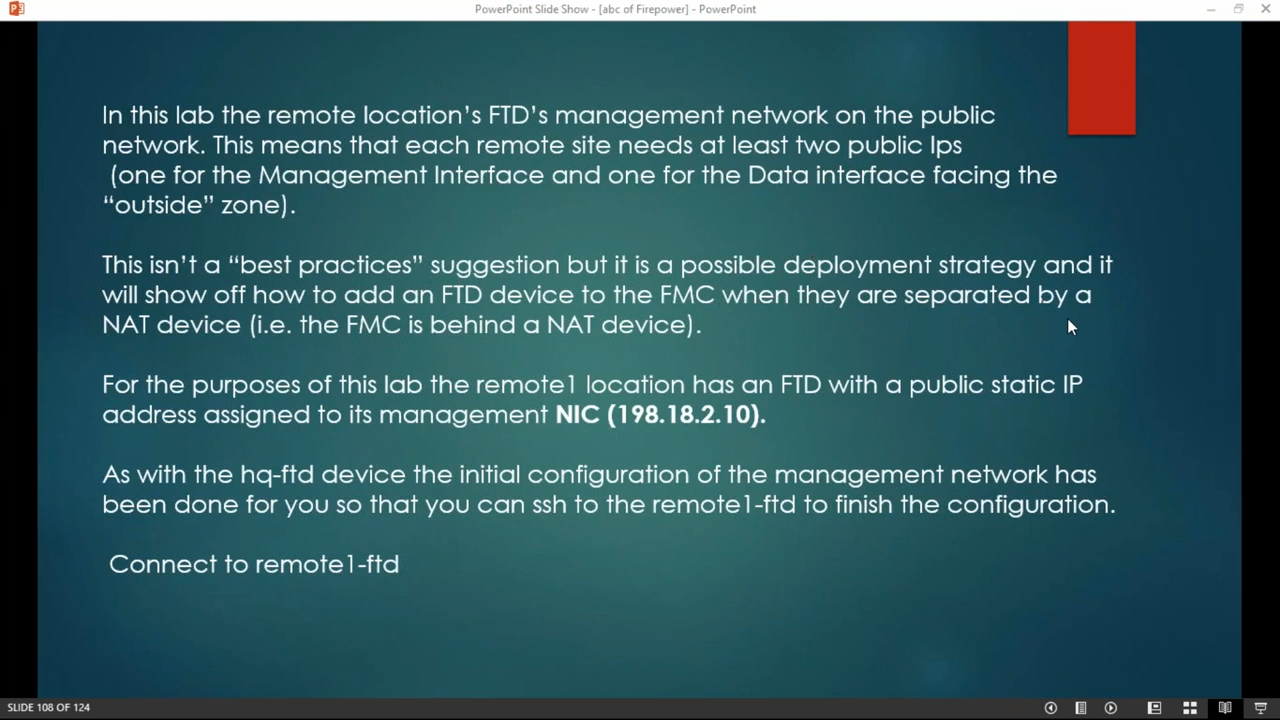 PowerPoint Slide Show - [abc of Firepower] - PowerPoint
In this lab the remote location’s FTD’s management network on the public
network. This means that each remote site needs at least two public Ips
(one for the Management Interface and one for the Data interface facing the
“outside” zone).
This isn’t a “best practices” suggestion but it is a possible deployment strategy and it
will show off how to add an FTD device to the FMC when they are separated by a
NAT device (i.e. the FMC is behind a NAT device).
For the purposes of this lab the remote1 location has an FTD with a public static IP
address assigned to its management NIC (198.18.2.10).
As with the hq-ftd device the initial configuration of the management network has
been done for you so that you can ssh to the remote1-ftd to finish the configuration.
Connect to remote1-ftd
SLIDE 108 OF 124